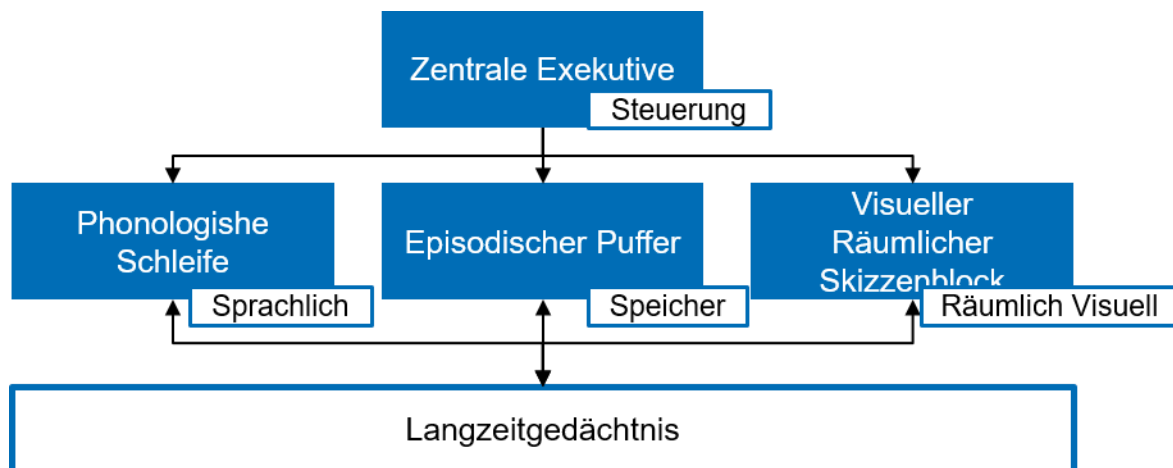 Zentrale Exekutive
Steuerung
Phonologishe
Schleife
Sprachlich
Episodischer Puffer
Speicher
Visueller
Räumlicher
Skizzenblock
Räumlich Visuell
Langzeitgedächtnis